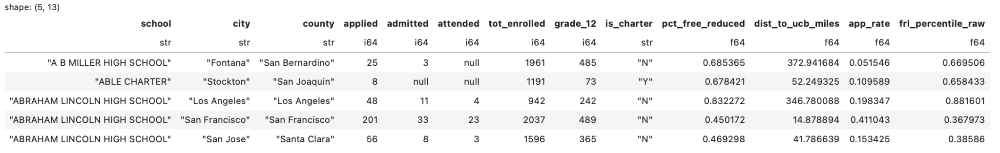 shape: (5, 13)
school city county applied admitted attended tot_enrolled grade_12 is_charter pct_free_reduced dist_to_ucb_miles app_rate frl_percentile_raw
str str str i64 i64 i64 i64 i64 str f64 f64 f64 f64
"A B MILLER HIGH SCHOOL" "Fontana" "San Bernardino" 25 3 null 1961 485 "N" 0.685365 372.941684 0.051546 0.669506
"ABLE CHARTER" "Stockton" "San Joaquin" 8 null null 1191 73 "Y" 0.678421 52.249325 0.109589 0.658433
"ABRAHAM LINCOLN HIGH SCHOOL" "Los Angeles" "Los Angeles" 48 11 4 942 242 "N" 0.832272 346.780088 0.198347 0.881601
"ABRAHAM LINCOLN HIGH SCHOOL" "San Francisco" "San Francisco" 201 33 23 2037 489 "N" 0.450172 14.878894 0.411043 0.367973
"ABRAHAM LINCOLN HIGH SCHOOL" "San Jose" "Santa Clara" 56 8 3 1596 365 "N" 0.469298 41.786639 0.153425 0.38586